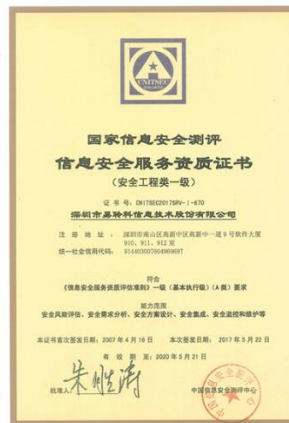 CNITSEC
国家信息安全测评
信息安全服务资质证书
（安全工程类一级）
证 书 号：CNITSEC2017SRV-I-670
深圳市易聆科信息技术股份有限公司
注 册 地 址： 深圳市南山区高新中区高新中一道9号软件大厦
910、911、912室
统一社会信用代码：
符合
《信息安全服务资质评估准则》一级（基本执行级）（A类）要求
能力范围
安全风险评估、安全需求分析、安全方案设计、安全集成、安全监控和维护等
本证书首次签发日期：2007年4月16日 本次签发日期：2017年5月22日
有 效 期 至：2020年5月21日
批准人：
中国信息安全测评中心